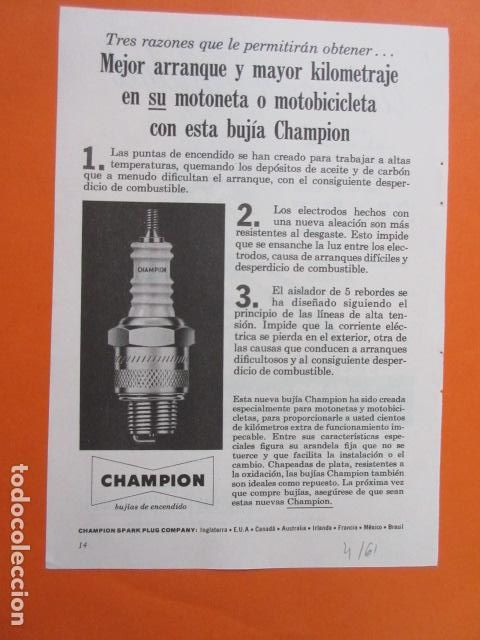 Tres razones que le permitirán obtener...
Mejor arranque y mayor kilometraje
en su motoneta o motobicicleta
con esta bujía Champion
1. Las puntas de encendido se han creado para trabajar a altas
temperaturas, quemando los depósitos de aceite y de carbón
que a menudo dificultan el arranque, con el consiguiente desper-
dicio de combustible.
CHAMPION
2. Los electrodos hechos con
una nueva aleación son más
resistentes al desgaste. Esto impide
que se ensanche la luz entre los elec-
trodos, causa de arranques difíciles y
desperdicio de combustible.
3. El aislador de 5 rebordes se
ha diseñado siguiendo el
principio de las líneas de alta ten-
sión. Impide que la corriente eléc-
trica se pierda en el exterior, otra de
las causas que conducen a arranques
dificultosos y al consiguiente desper-
dicio de combustible.
Esta nueva bujía Champion ha sido creada
especialmente para motonetas y motobici-
cletas, para proporcionarle a usted cientos
de kilómetros extra de funcionamiento im-
pecable. Entre sus características espe-
ciales figura su arandela fija que no se
tuerce y que facilita la instalación o el
cambio. Chapeadas de plata, resistentes a
la oxidación, las bujías Champion también
son ideales como repuesto. La próxima vez
que compre bujías, asegúrese de que sean
estas nuevas Champion.
CHAMPION
bujías de encendido
CHAMPION SPARK PLUG COMPANY: Inglaterra • E.U.A • Canadá • Australia • Irlanda • Francia • México • Brasil
14
4/61
todocoleccion